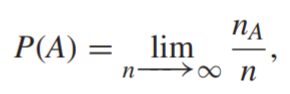 P(A) = lim n⟶∞ n_A/n,